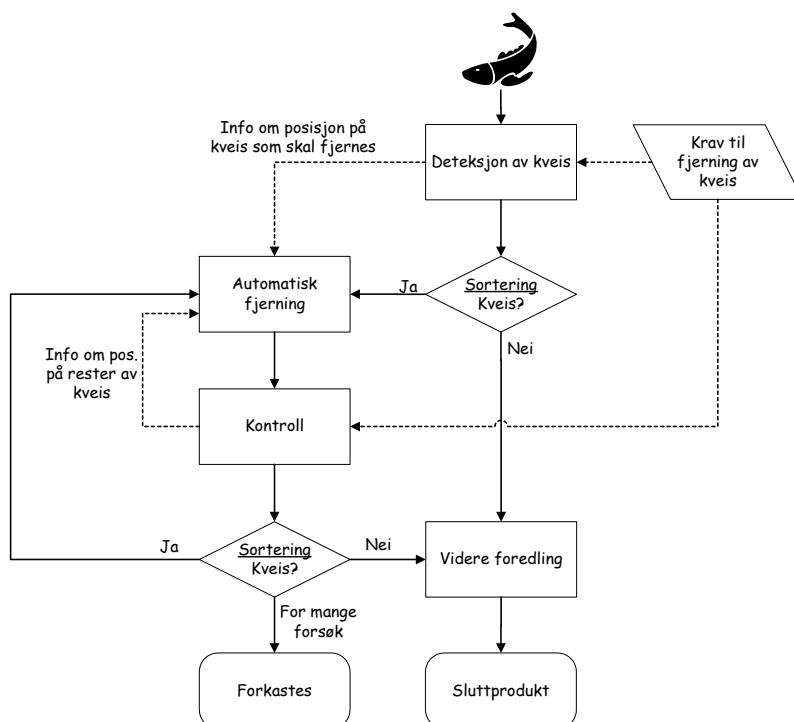 Info om posisjon på
kveis som skal fjernes
Deteksjon av kveis
Krav til
fjerning av
kveis
Automatisk
fjerning
Ja
Sortering
Kveis?
Nei
Info om pos.
på rester av
kveis
Kontroll
Ja
Sortering
Kveis?
Nei
Videre foredling
For mange
forsøk
Forkastes
Sluttprodukt